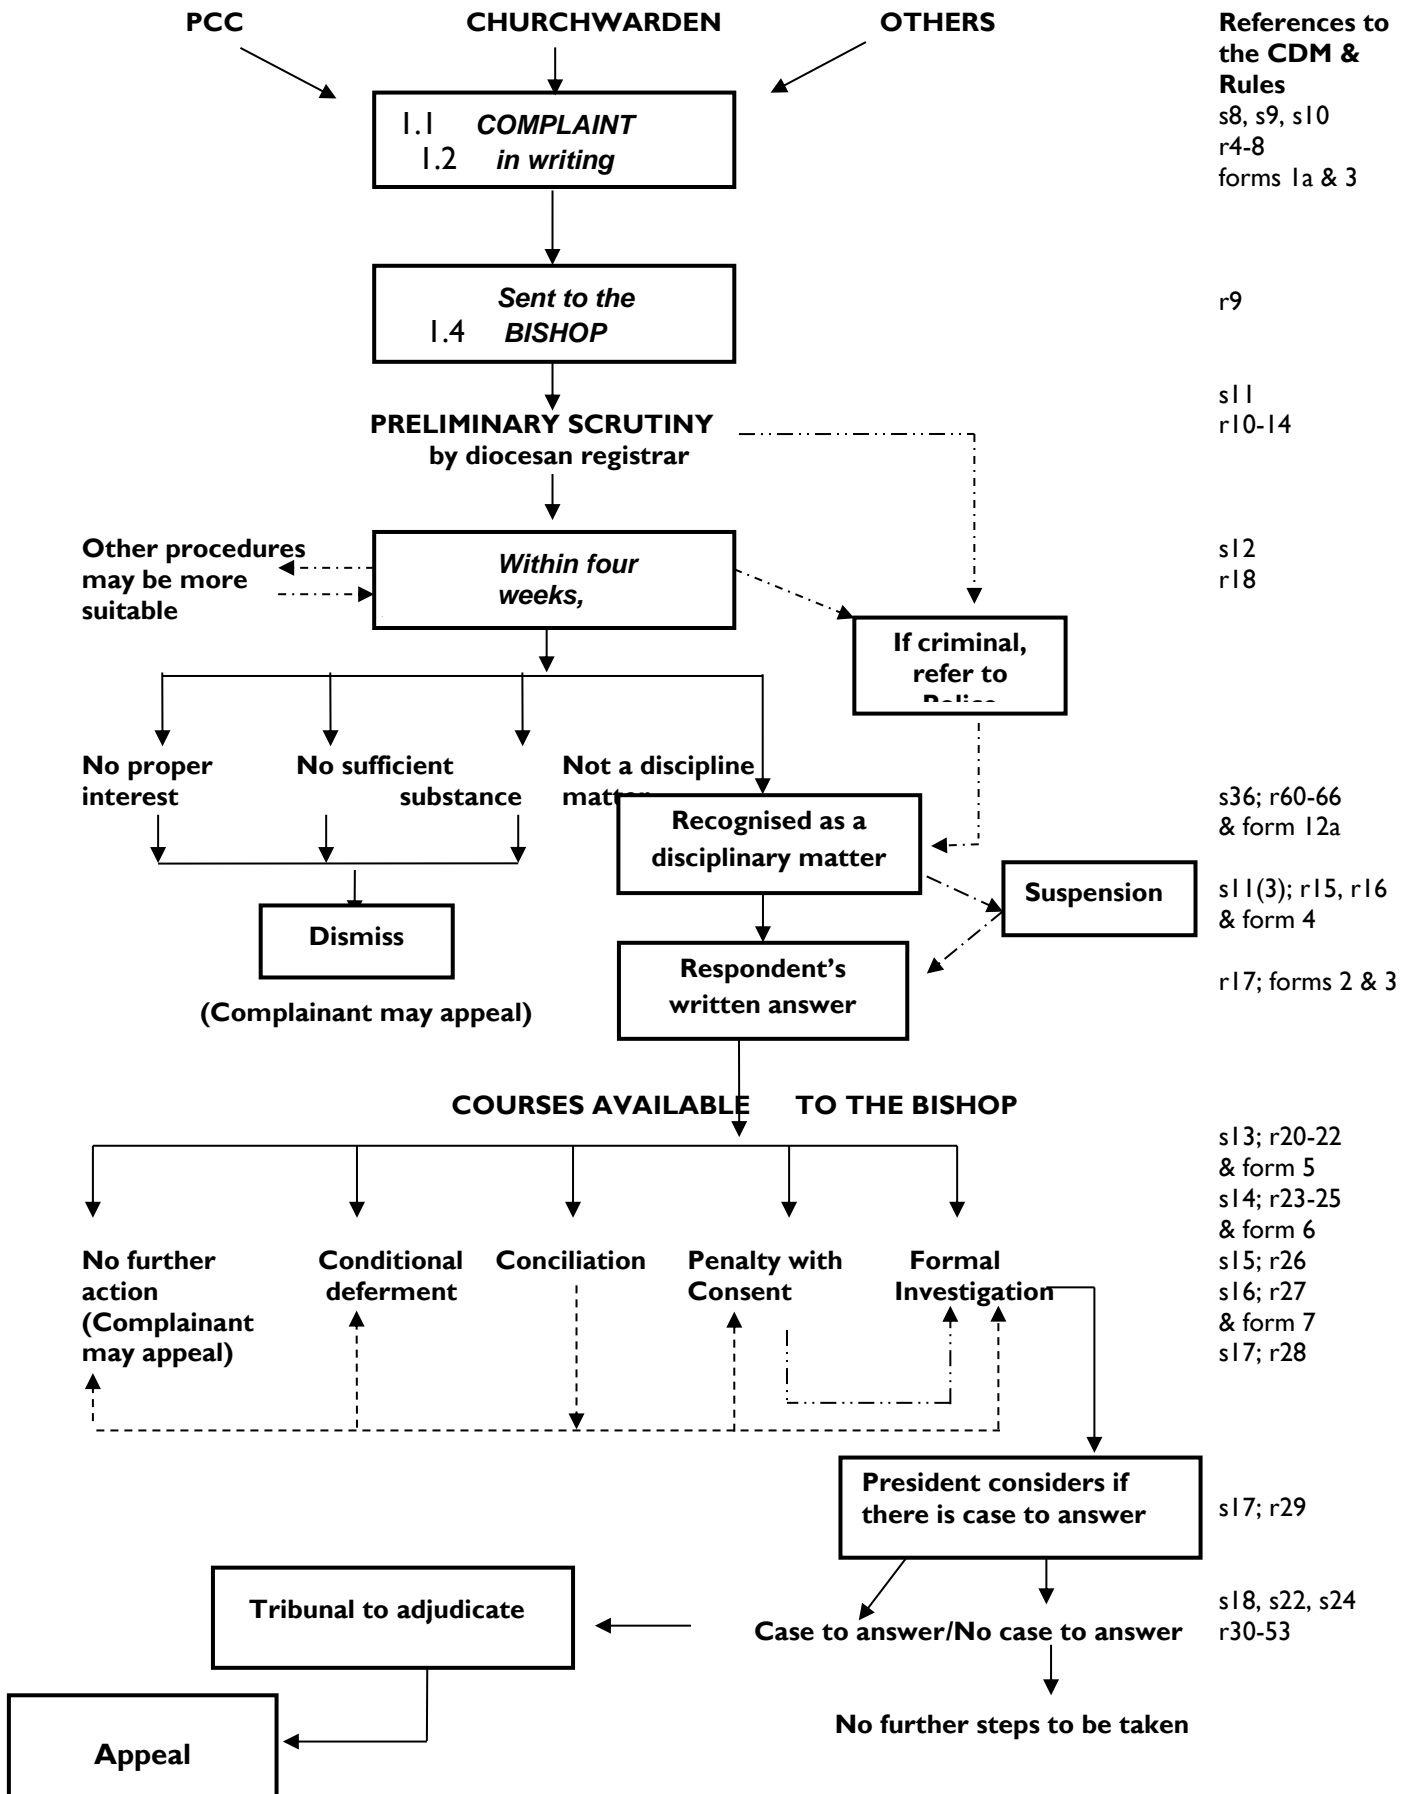 PCC
CHURCHWARDEN
OTHERS
References to
the CDM &
Rules
1.1 COMPLAINT
1.2 in writing
s8, s9, s10
r4-8
forms 1a & 3
Sent to the
1.4 BISHOP
r9
PRELIMINARY SCRUTINY
by diocesan registrar
s11
r10-14
Other procedures
may be more
suitable
Within four
weeks,
s12
r18
If criminal,
refer to
Police
No proper
interest
No sufficient
substance
Not a discipline
matter
Recognised as a
disciplinary matter
s36; r60-66
& form 12a
Suspension
s11(3); r15, r16
& form 4
Dismiss
(Complainant may appeal)
Respondent’s
written answer
r17; forms 2 & 3
COURSES AVAILABLE TO THE BISHOP
No further
action
(Complainant
may appeal)
Conditional
deferment
Conciliation
Penalty with
Consent
Formal
Investigation
s13; r20-22
& form 5
s14; r23-25
& form 6
s15; r26
s16; r27
& form 7
s17; r28
President considers if
there is case to answer
s17; r29
Tribunal to adjudicate
Case to answer/No case to answer
s18, s22, s24
r30-53
No further steps to be taken
Appeal